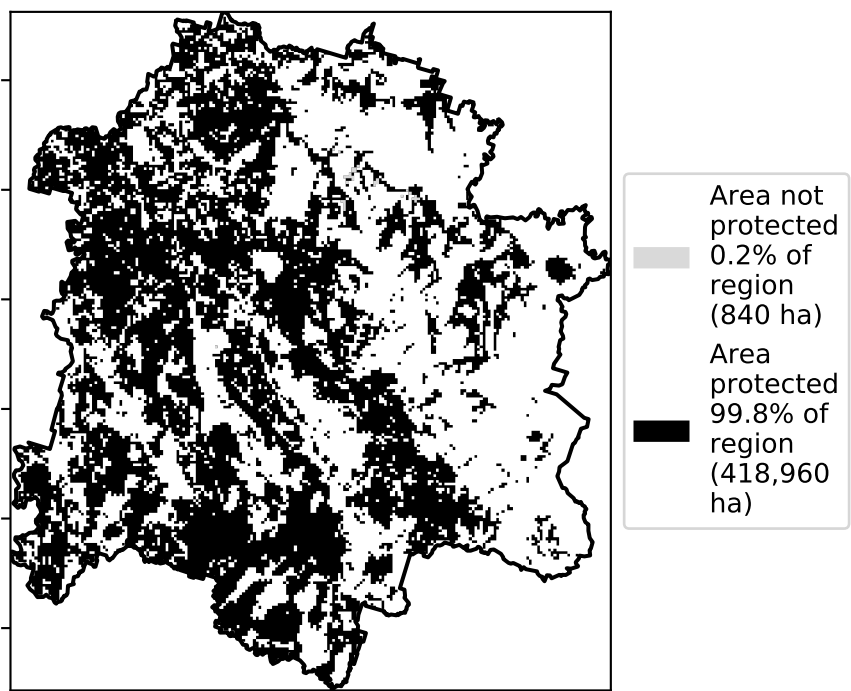 Area not
protected
0.2% of
region
(840 ha)
Area
protected
99.8% of
region
(418,960
ha)